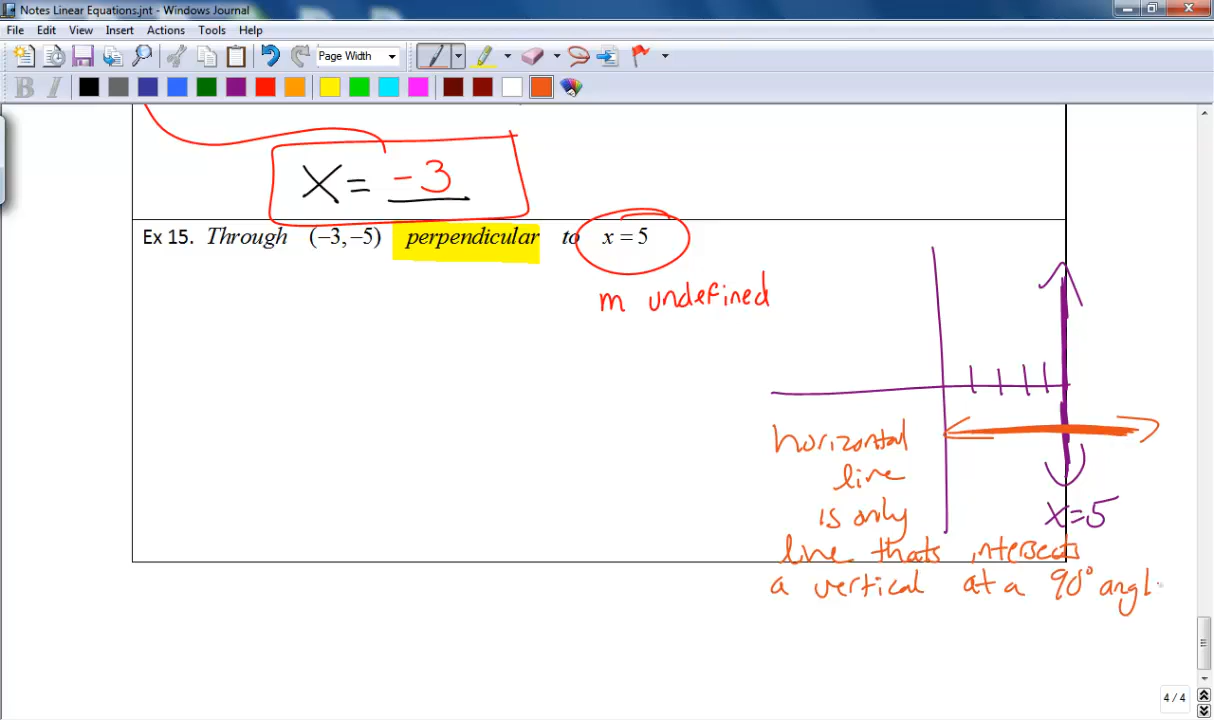 Notes Linear Equations.jnt - Windows Journal
File Edit View Insert Actions Tools Help
Page Width
B I
X = -3
Ex 15. Through (−3,−5) perpendicular to x = 5
m undefined
horizontal
line
is only
x=5
line thats intersects
a vertical at a 90° angl
4 / 4